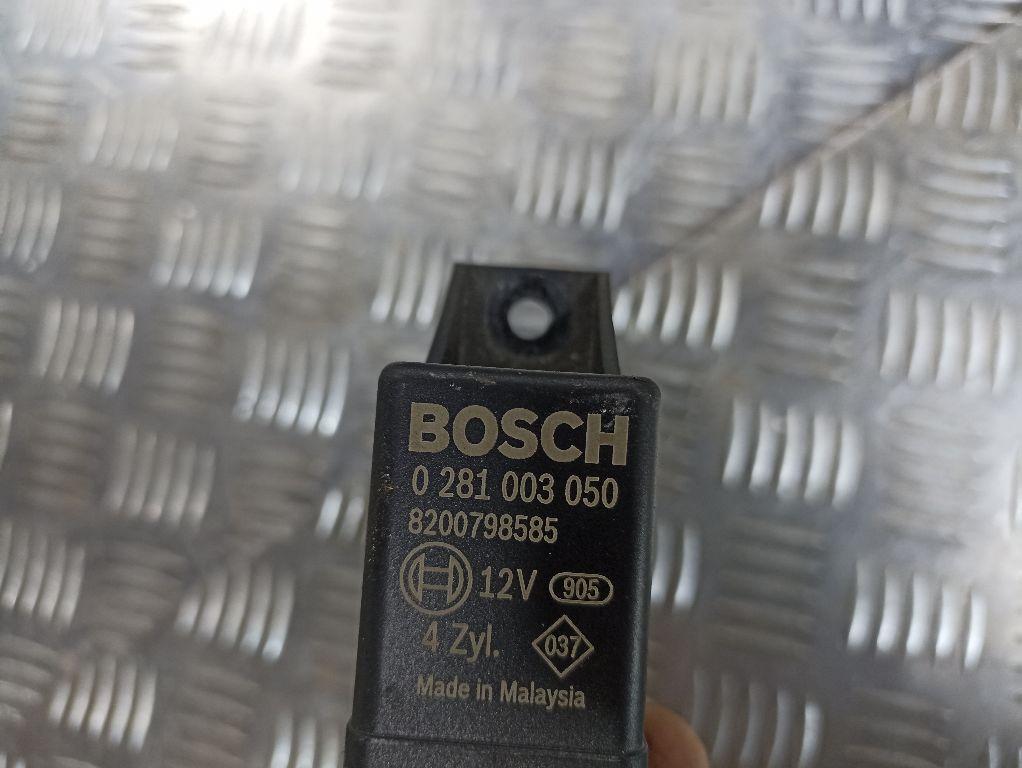 BOSCH
0 281 003 050
8200798585
12V 905
4 Zyl. 037
Made in Malaysia